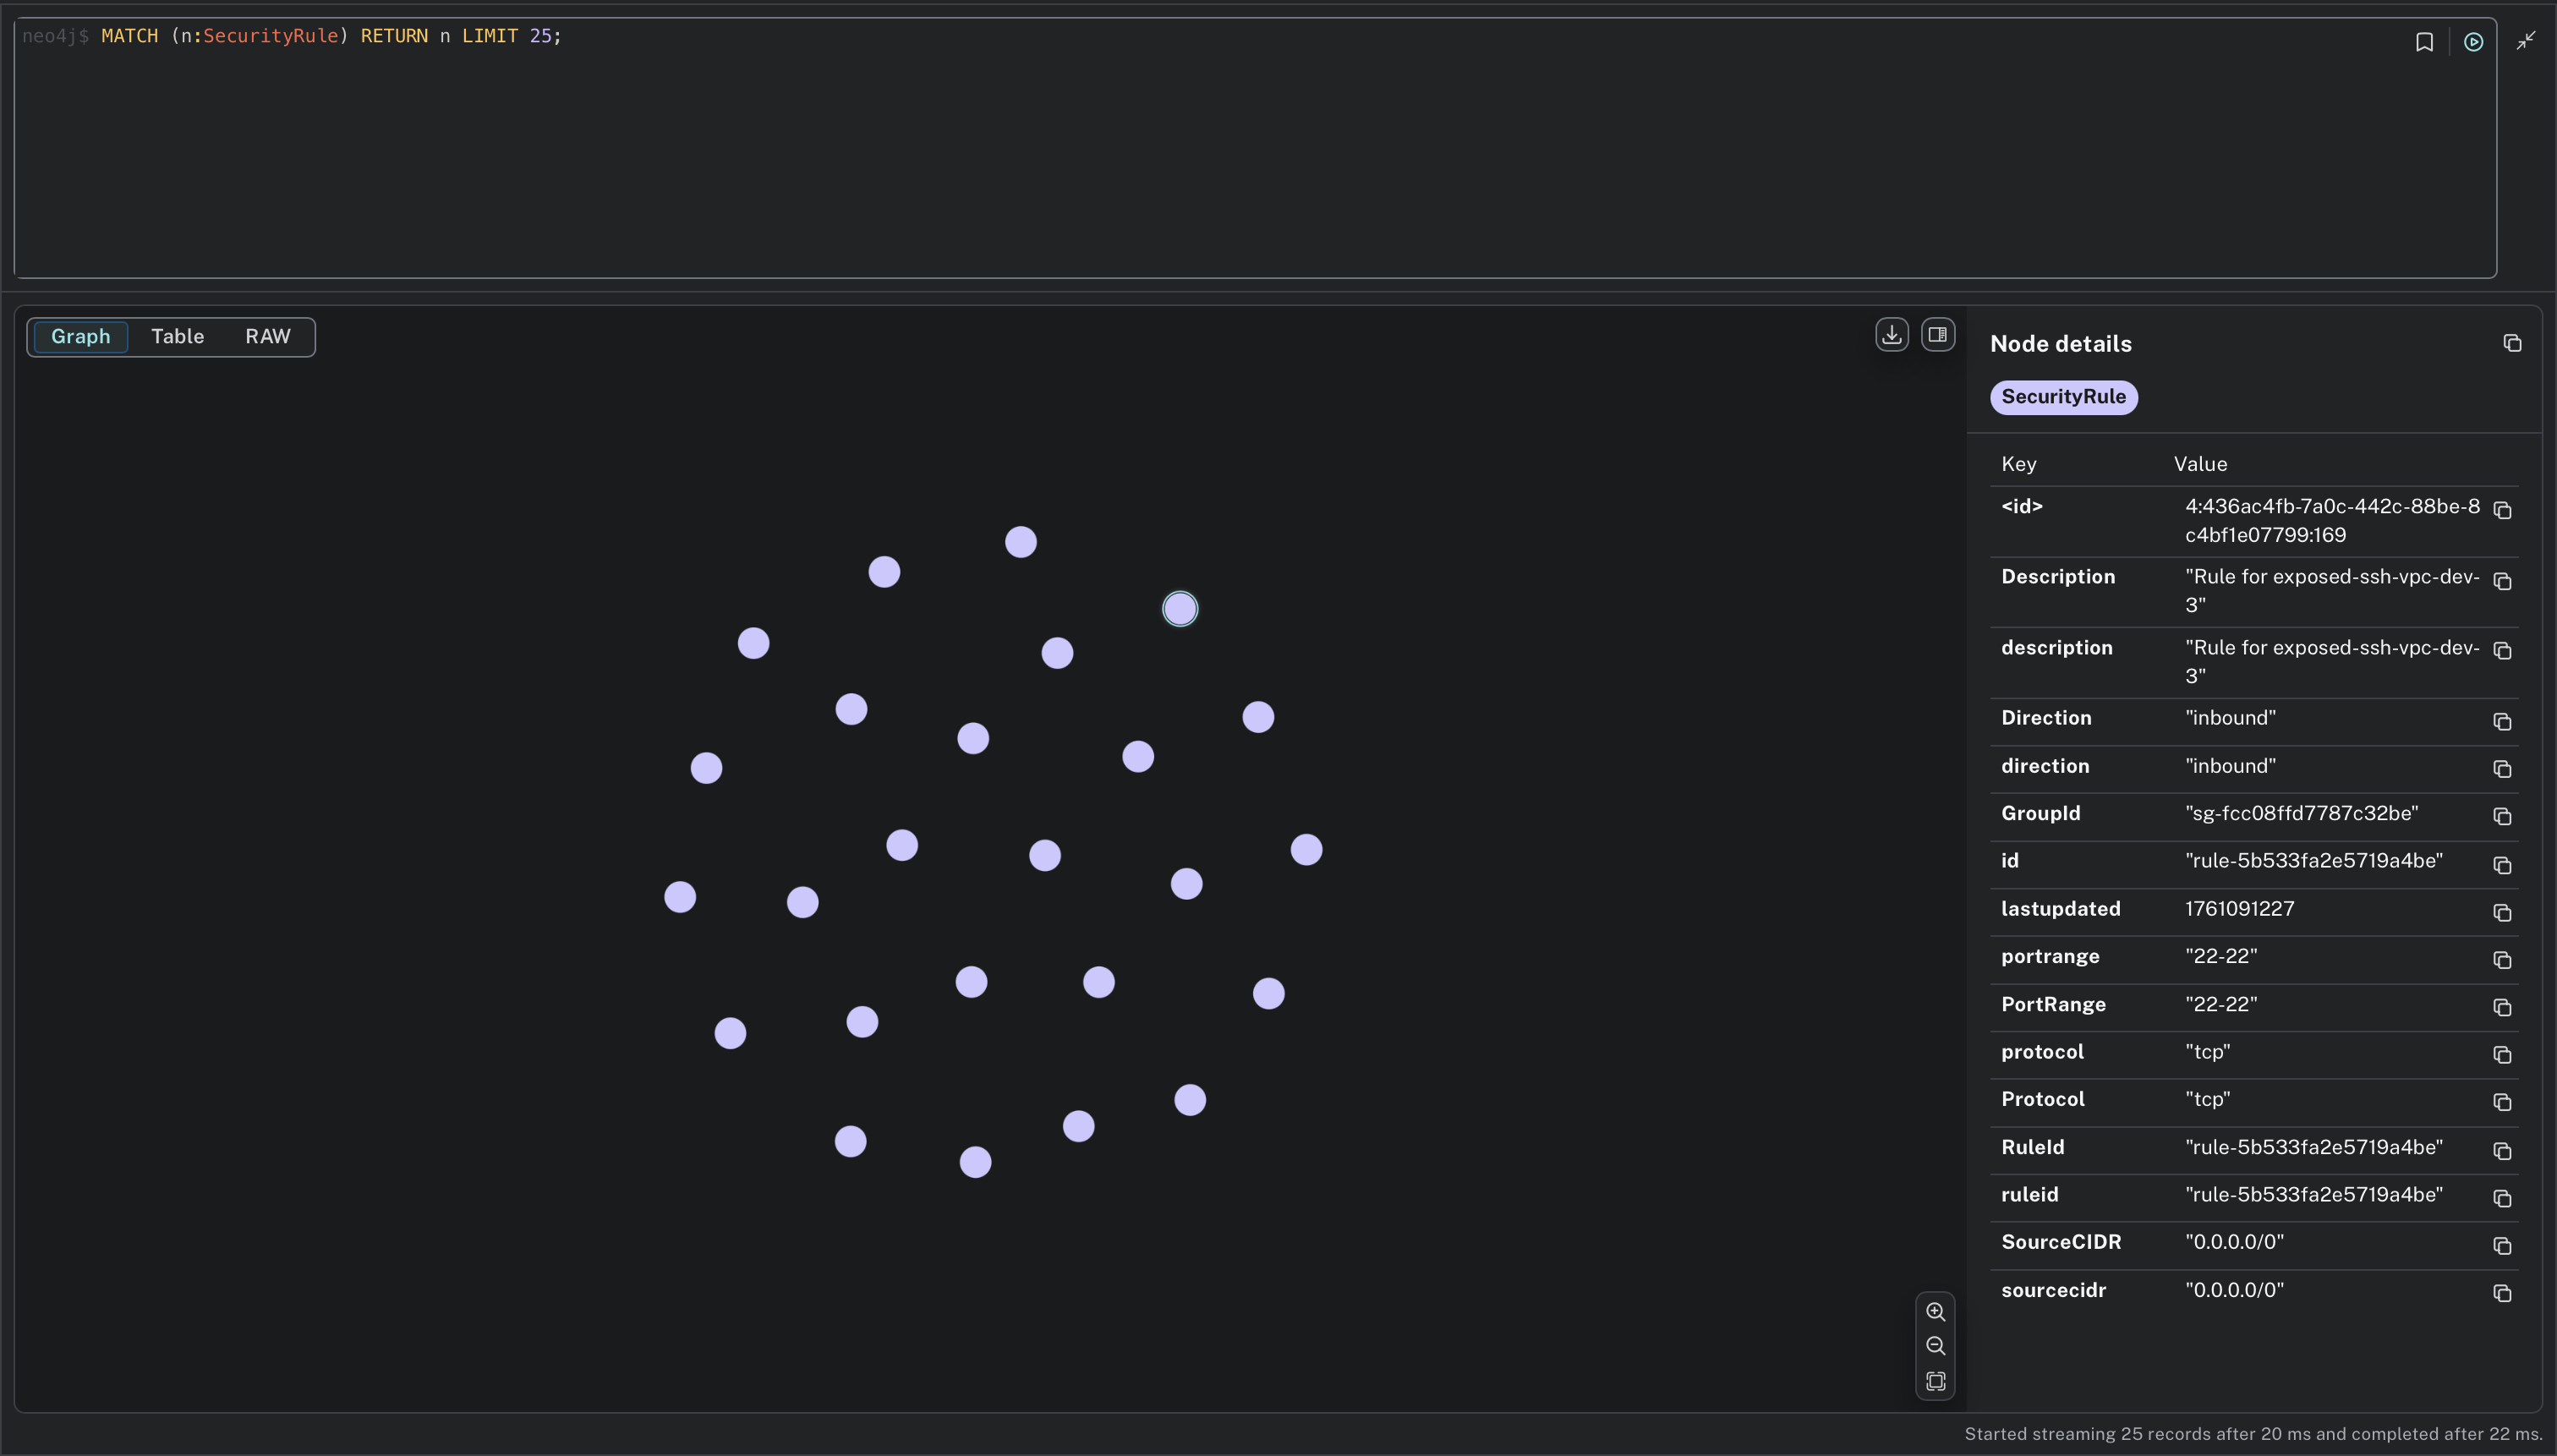 neo4j$ MATCH (n:SecurityRule) RETURN n LIMIT 25;
Graph Table RAW
Node details
SecurityRule
Key Value
<id> 4:436ac4fb-7a0c-442c-88be-8
c4bf1e07799:169
Description "Rule for exposed-ssh-vpc-dev-
3"
description "Rule for exposed-ssh-vpc-dev-
3"
Direction "inbound"
direction "inbound"
GroupId "sg-fcc08ffd7787c32be"
id "rule-5b533fa2e5719a4be"
lastupdated 1761091227
portrange "22-22"
PortRange "22-22"
protocol "tcp"
Protocol "tcp"
RuleId "rule-5b533fa2e5719a4be"
ruleid "rule-5b533fa2e5719a4be"
SourceCIDR "0.0.0.0/0"
sourcecidr "0.0.0.0/0"
Started streaming 25 records after 20 ms and completed after 22 ms.